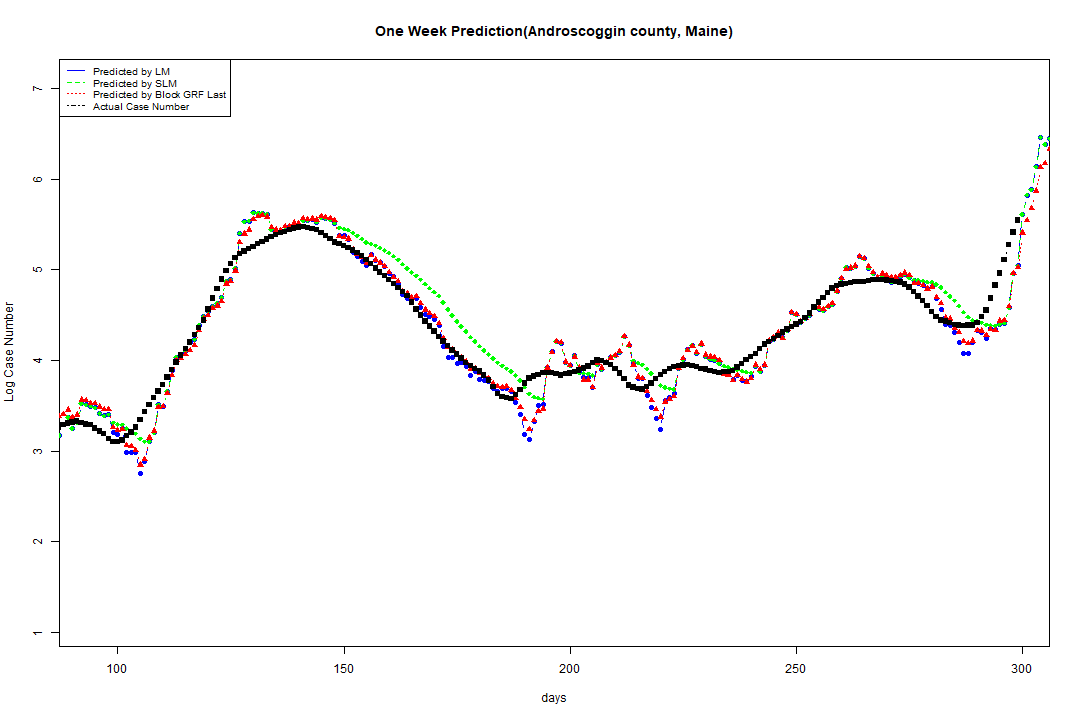 One Week Prediction(Androscoggin county, Maine)
Predicted by LM
Predicted by SLM
Predicted by Block GRF Last
Actual Case Number
Log Case Number
7
6
5
4
3
2
1
100 150 200 250 300
days